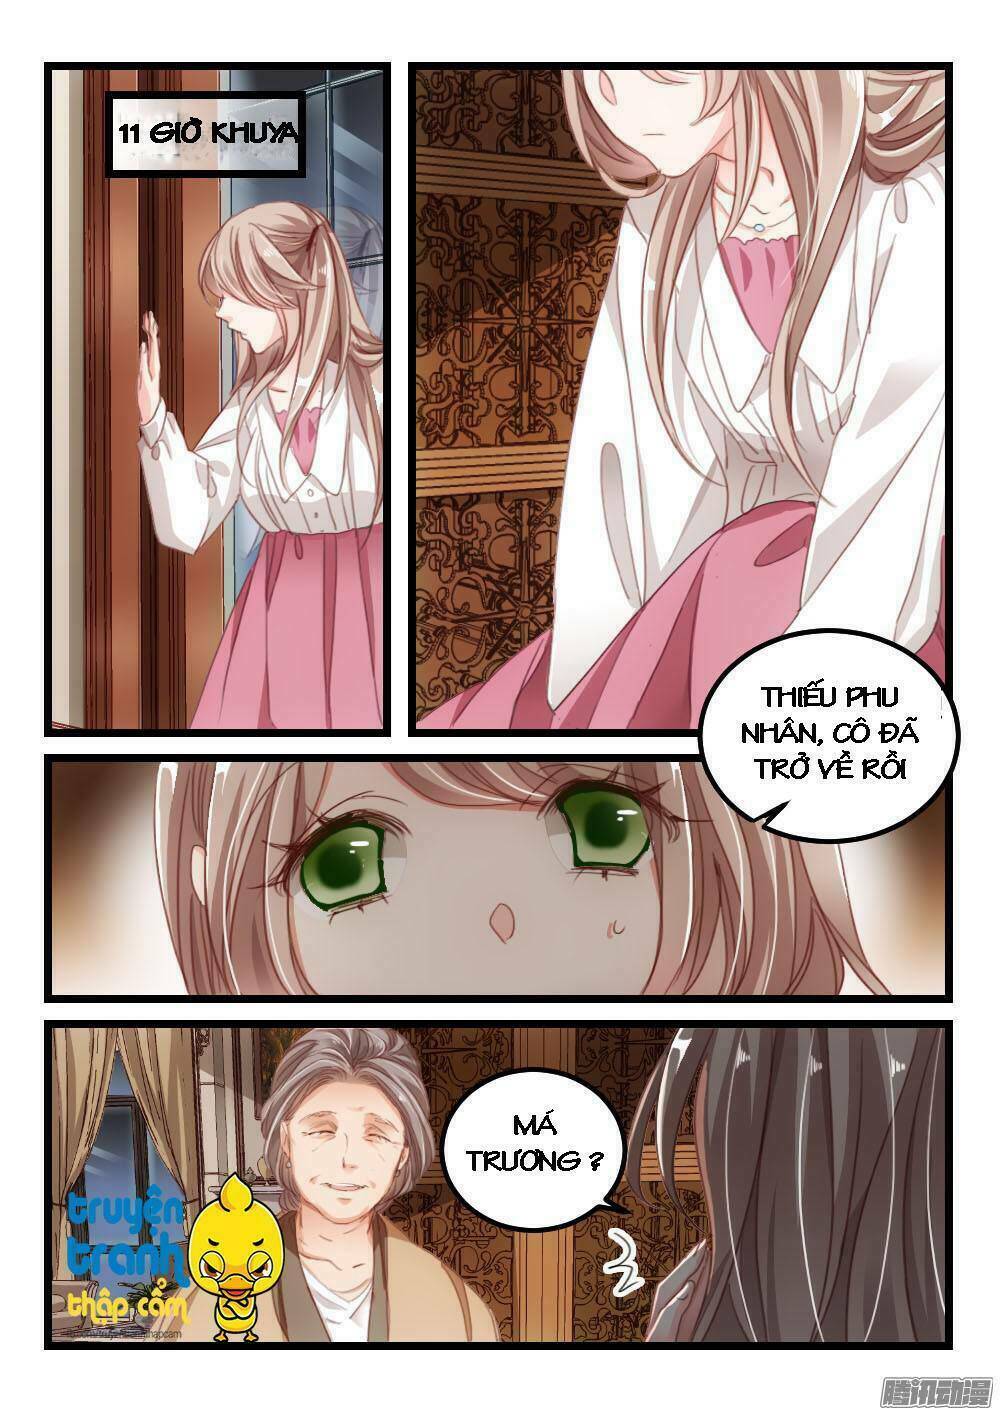 11 GIỜ KHUYA
THIẾU PHU
NHÂN, CÔ ĐÃ
TRỞ VỀ RỒI
MÁ
TRƯƠNG ?
truyện
tranh
thập cẩm
腾讯动漫